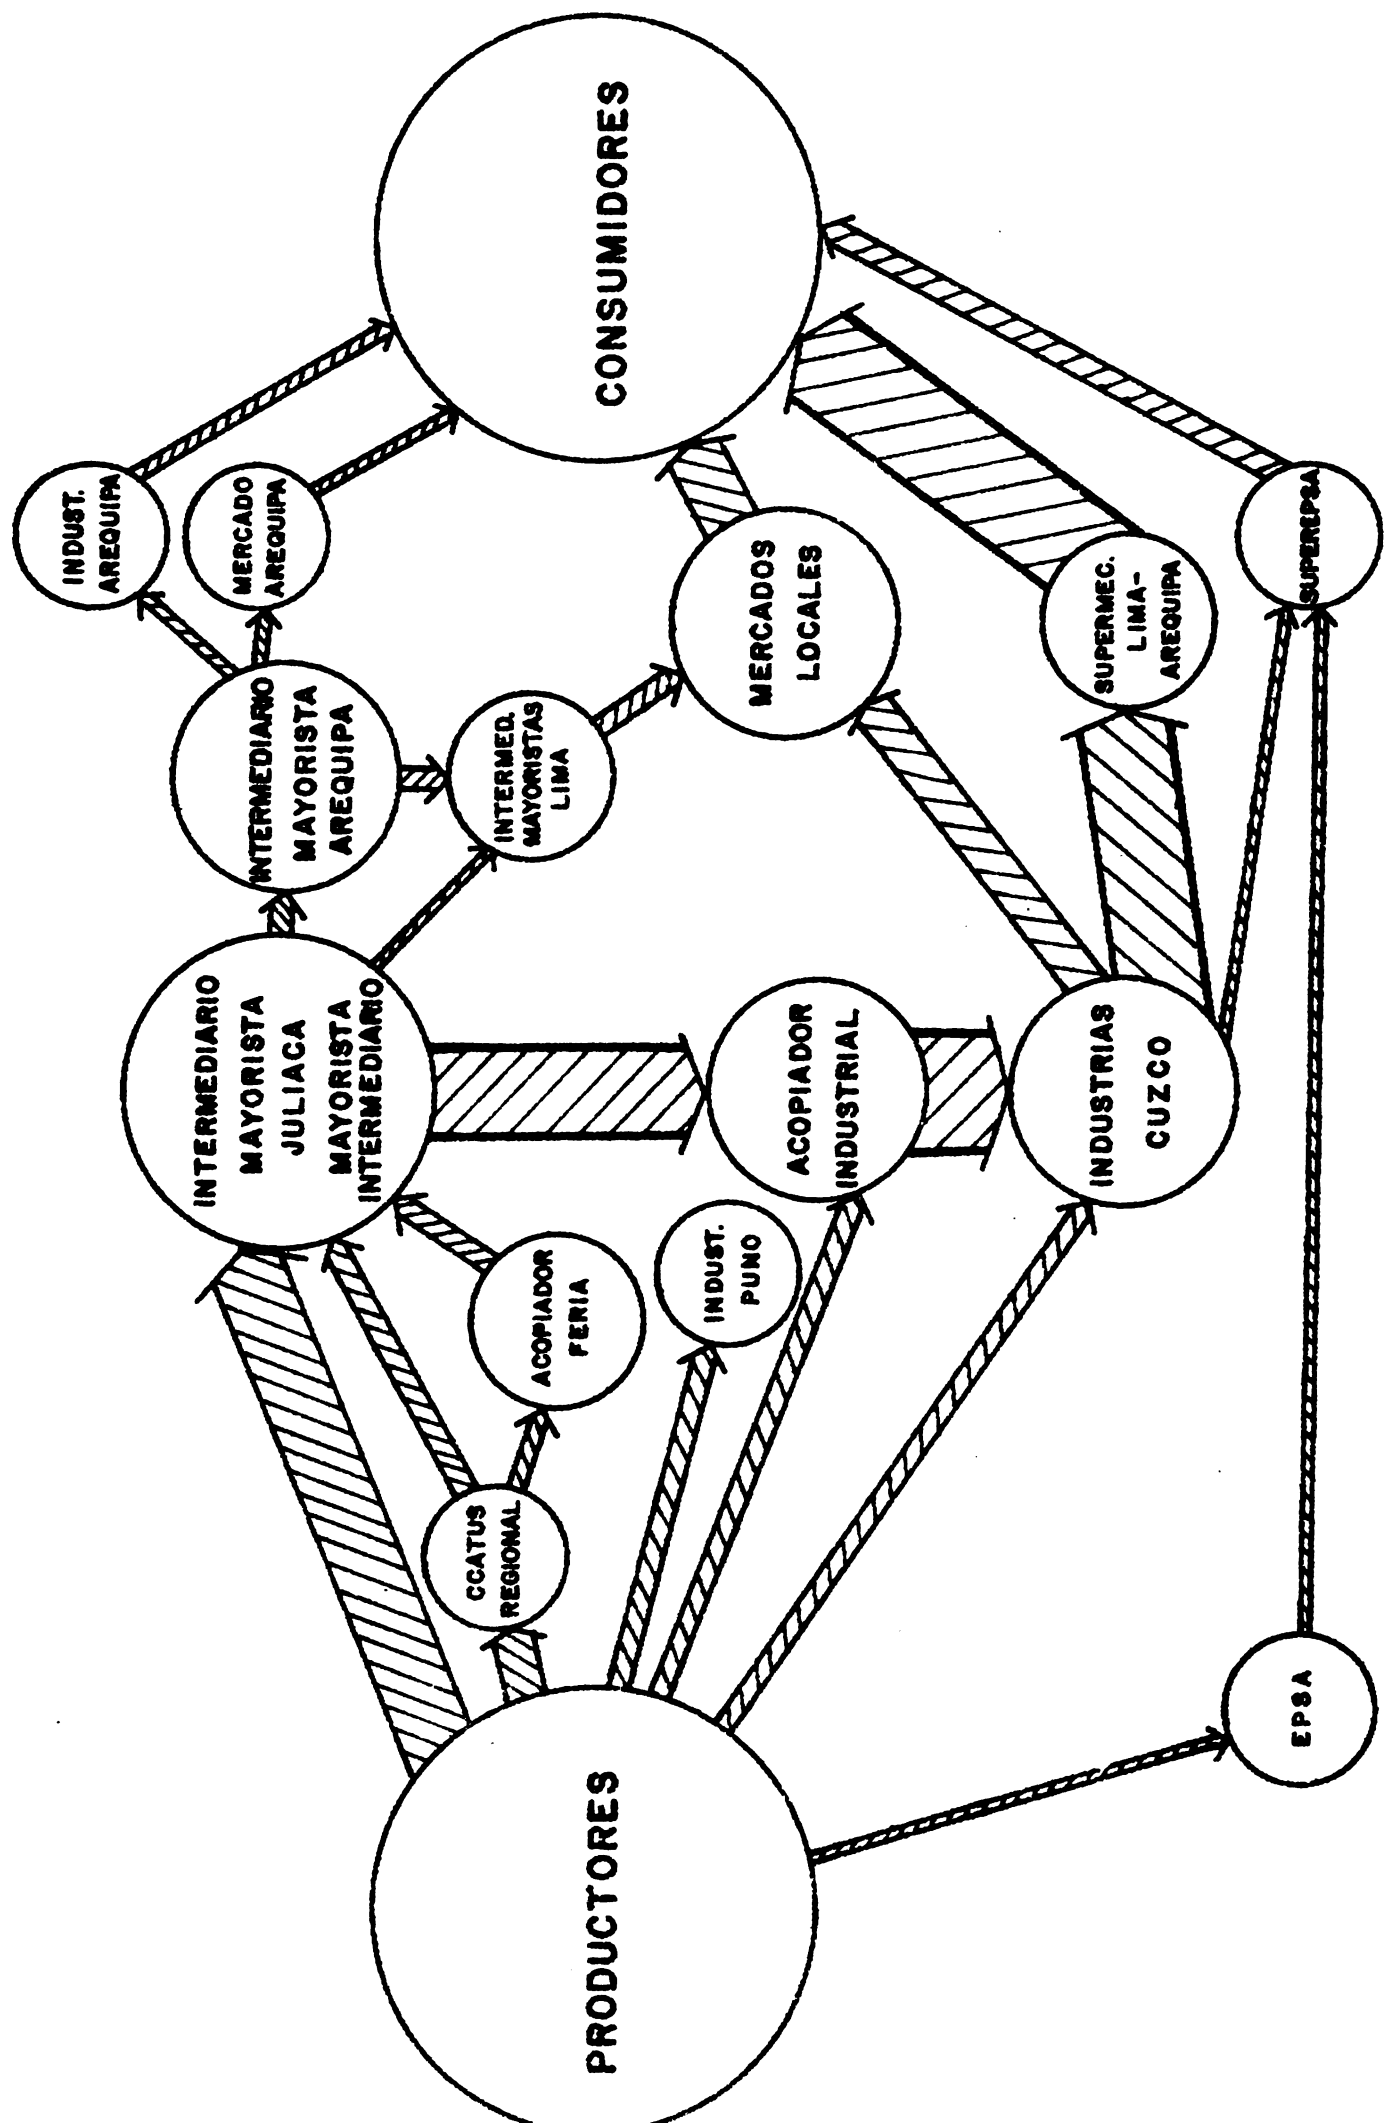 INDUST.
AREQUIPA
MERCADO
AREQUIPA
INTERMEDIARIO
MAYORISTA
AREQUIPA
INTERMEDIARIO
MAYORISTA
JULIACA
MAYORISTA
INTERMEDIARIO
CCATUS
REGIONAL
INTERMED.
MAYORISTAS
LIMA
ACOPIADOR
FERIA
PRODUCTORES
CONSUMIDORES
INDUST.
PUNO
MERCADOS
LOCALES
ACOPIADOR
INDUSTRIAL
SUPERMEC.
LIMA-
AREQUIPA
INDUSTRIAS
CUZCO
SUPEREPSA
EPSA